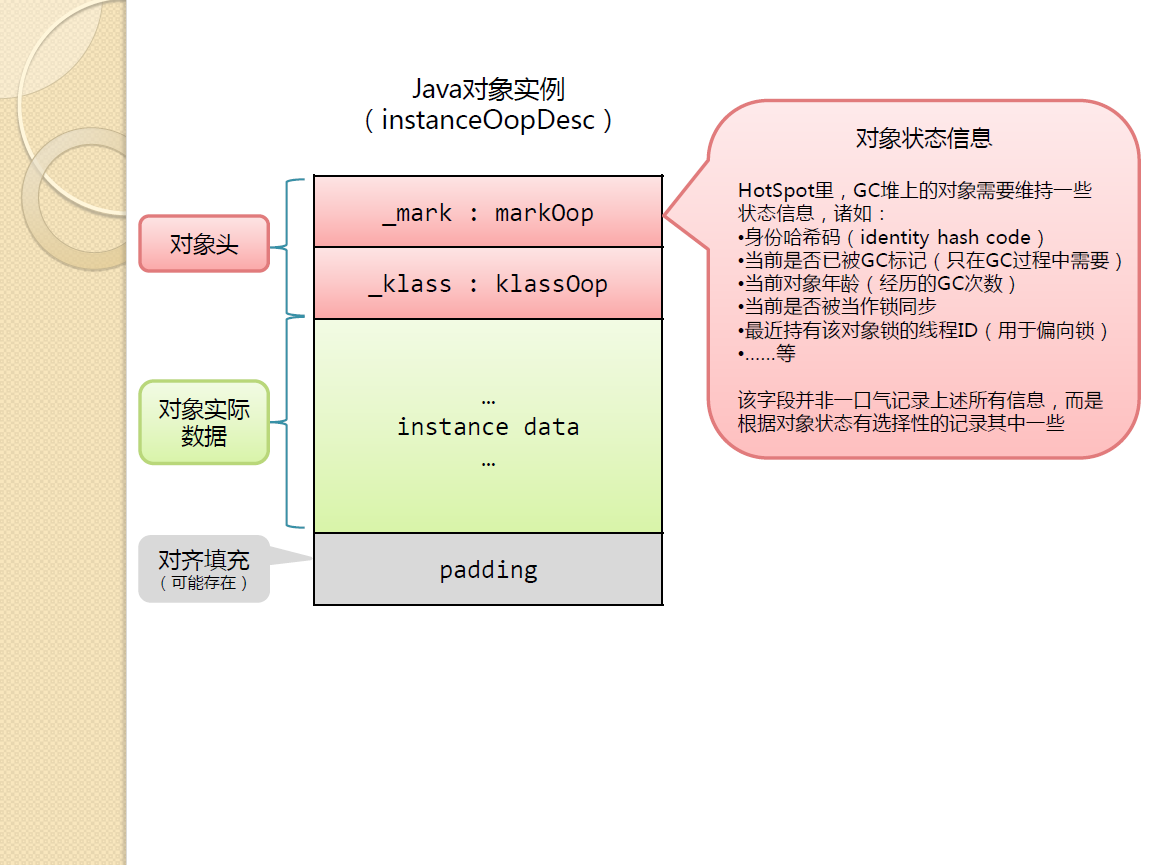 Java对象实例
（instanceOopDesc）
对象头
_mark : markOop
_klass : klassOop
对象实际
数据
…
instance data
…
对齐填充
（可能存在）
padding
对象状态信息
HotSpot里，GC堆上的对象需要维持一些
状态信息，诸如：
•身份哈希码（identity hash code）
•当前是否已被GC标记（只在GC过程中需要）
•当前对象年龄（经历的GC次数）
•当前是否被当作锁同步
•最近持有该对象锁的线程ID（用于偏向锁）
•……等
该字段并非一口气记录上述所有信息，而是
根据对象状态有选择性的记录其中一些